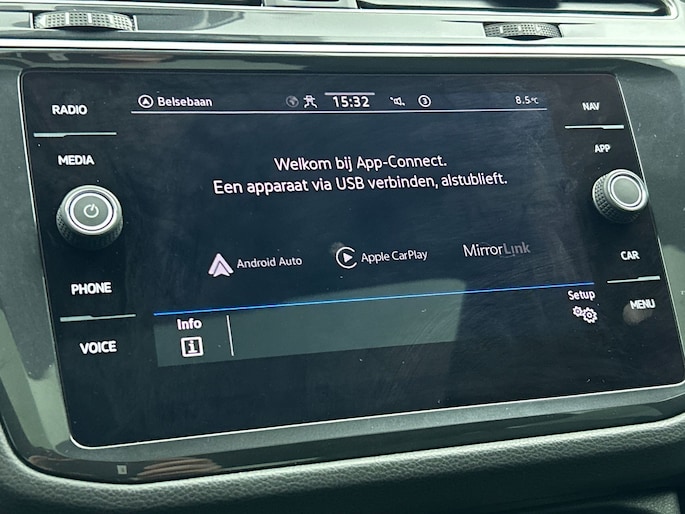 RADIO
MEDIA
PHONE
VOICE
Belsebaan
15:32
3
8.5°C
Welkom bij App-Connect.
Een apparaat via USB verbinden, alstublieft.
Android Auto
Apple CarPlay
MirrorLink
Info
Setup
NAV
APP
CAR
MENU